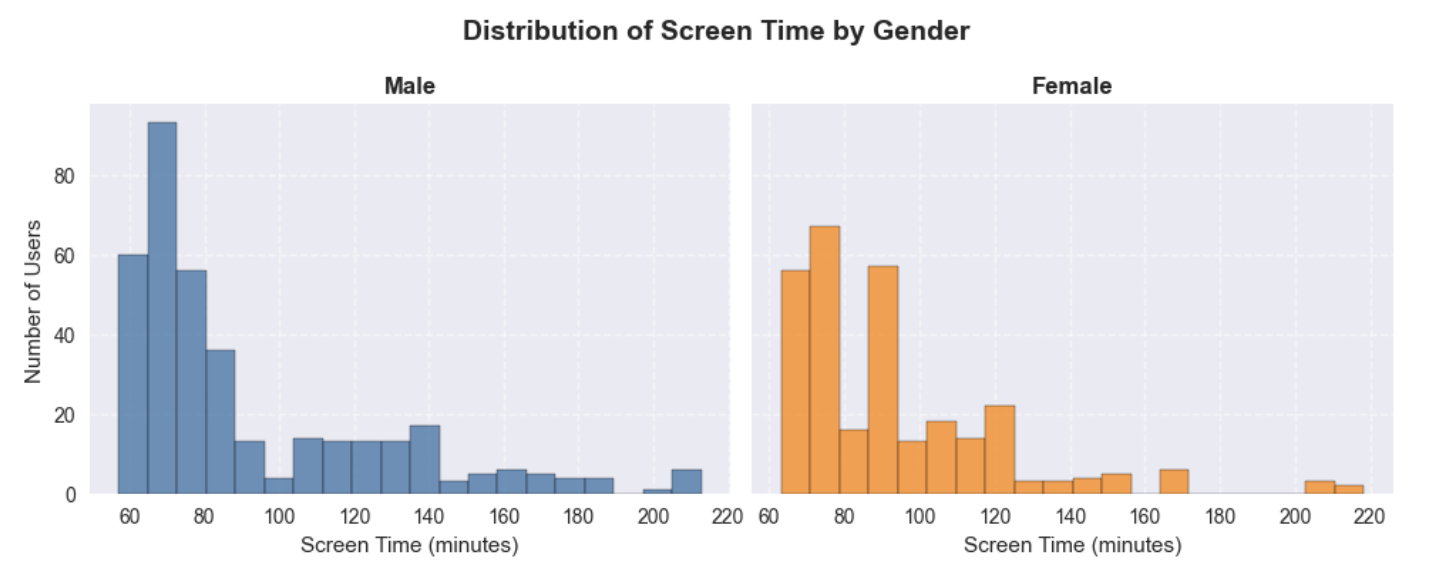 Distribution of Screen Time by Gender
Male
Female
Number of Users
80
60
40
20
0
60 80 100 120 140 160 180 200 220
60 80 100 120 140 160 180 200 220
Screen Time (minutes)
Screen Time (minutes)